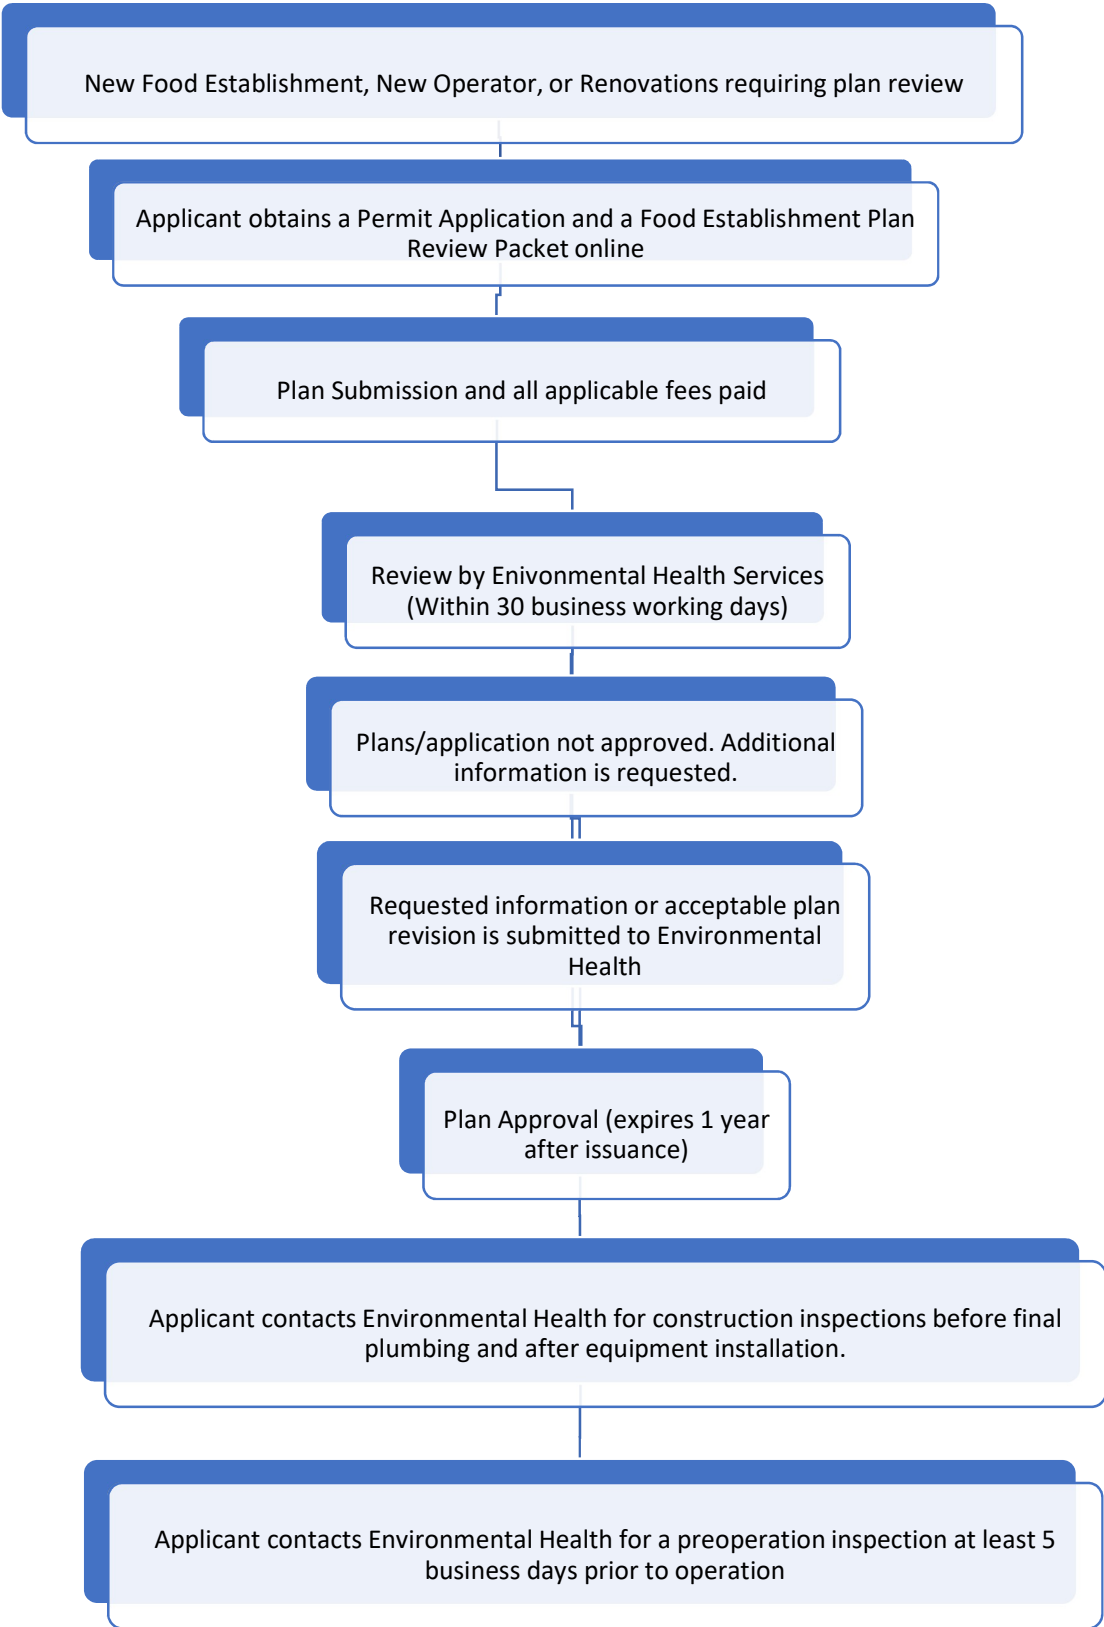 New Food Establishment, New Operator, or Renovations requiring plan review
Applicant obtains a Permit Application and a Food Establishment Plan
Review Packet online
Plan Submission and all applicable fees paid
Review by Enivonmental Health Services
(Within 30 business working days)
Plans/application not approved. Additional
information is requested.
Requested information or acceptable plan
revision is submitted to Environmental
Health
Plan Approval (expires 1 year
after issuance)
Applicant contacts Environmental Health for construction inspections before final
plumbing and after equipment installation.
Applicant contacts Environmental Health for a preoperation inspection at least 5
business days prior to operation